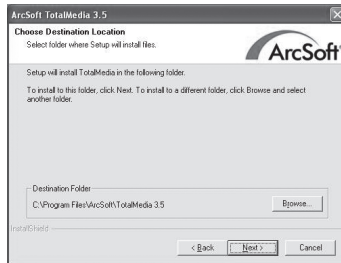 ArcSoft TotalMedia 3.5
Choose Destination Location
Select folder where Setup will install files.
ArcSoft
Setup will install TotalMedia in the following folder.
To install to this folder, click Next. To install to a different folder, click Browse and select
another folder.
Destination Folder
C:\Program Files\ArcSoft\TotalMedia 3.5
Browse...
InstallShield
< Back
Next >
Cancel